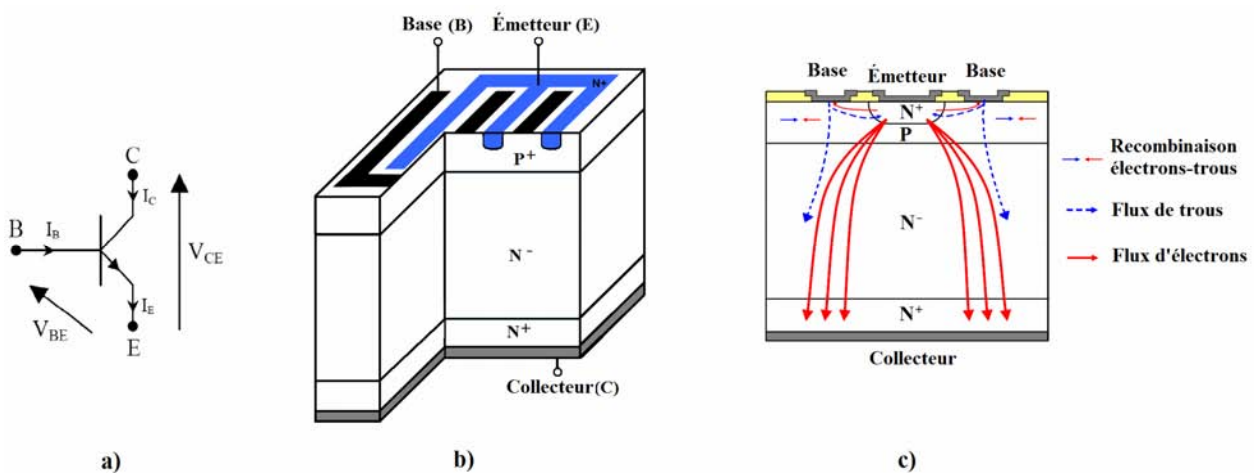 C
I_C
B
I_B
V_CE
I_E
V_BE
E
a)
Base (B)
Émetteur (E)
N+
P+
N-
N+
Collecteur (C)
b)
Base
Émetteur
Base
N+
P
N-
N+
Collecteur
Recombinaison
électrons-trous
Flux de trous
Flux d'électrons
c)